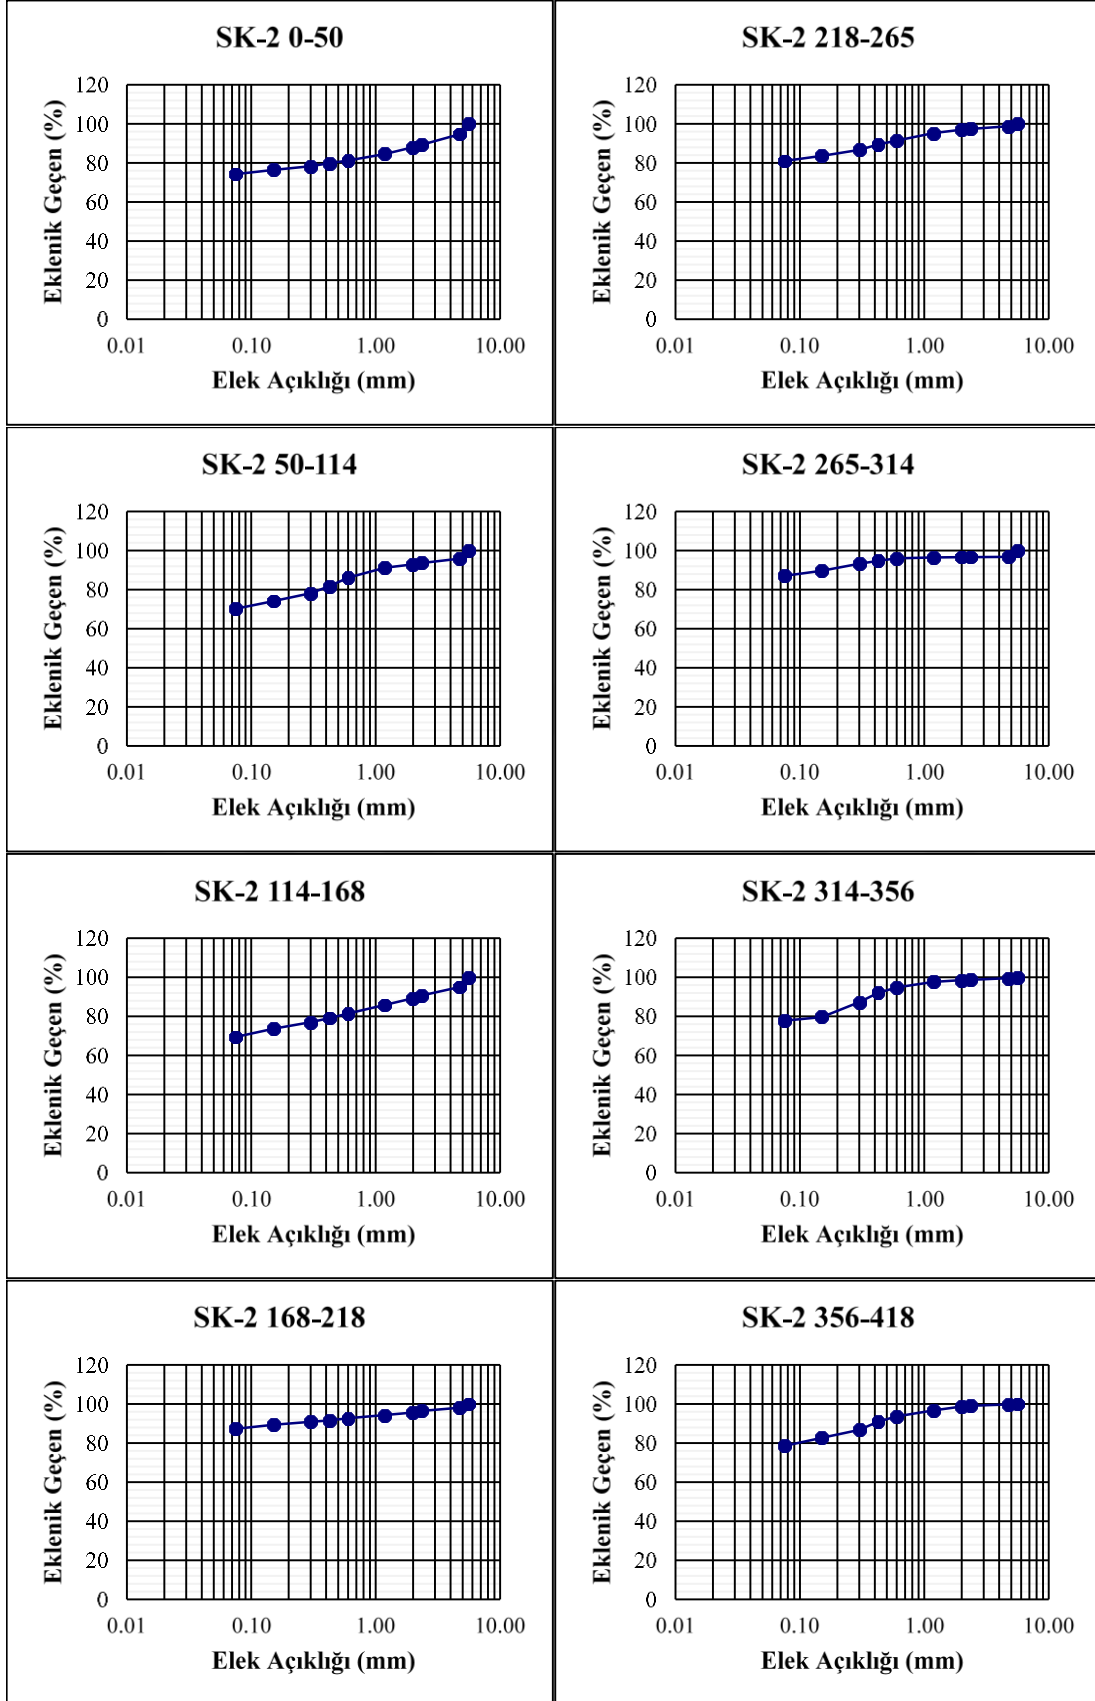 SK-2 0-50
120
100
80
60
40
20
0
0.01 0.10 1.00 10.00
Eklenik Geçen (%)
Elek Açıklığı (mm)
SK-2 218-265
120
100
80
60
40
20
0
0.01 0.10 1.00 10.00
Eklenik Geçen (%)
Elek Açıklığı (mm)
SK-2 50-114
120
100
80
60
40
20
0
0.01 0.10 1.00 10.00
Eklenik Geçen (%)
Elek Açıklığı (mm)
SK-2 265-314
120
100
80
60
40
20
0
0.01 0.10 1.00 10.00
Eklenik Geçen (%)
Elek Açıklığı (mm)
SK-2 114-168
120
100
80
60
40
20
0
0.01 0.10 1.00 10.00
Eklenik Geçen (%)
Elek Açıklığı (mm)
SK-2 314-356
120
100
80
60
40
20
0
0.01 0.10 1.00 10.00
Eklenik Geçen (%)
Elek Açıklığı (mm)
SK-2 168-218
120
100
80
60
40
20
0
0.01 0.10 1.00 10.00
Eklenik Geçen (%)
Elek Açıklığı (mm)
SK-2 356-418
120
100
80
60
40
20
0
0.01 0.10 1.00 10.00
Eklenik Geçen (%)
Elek Açıklığı (mm)